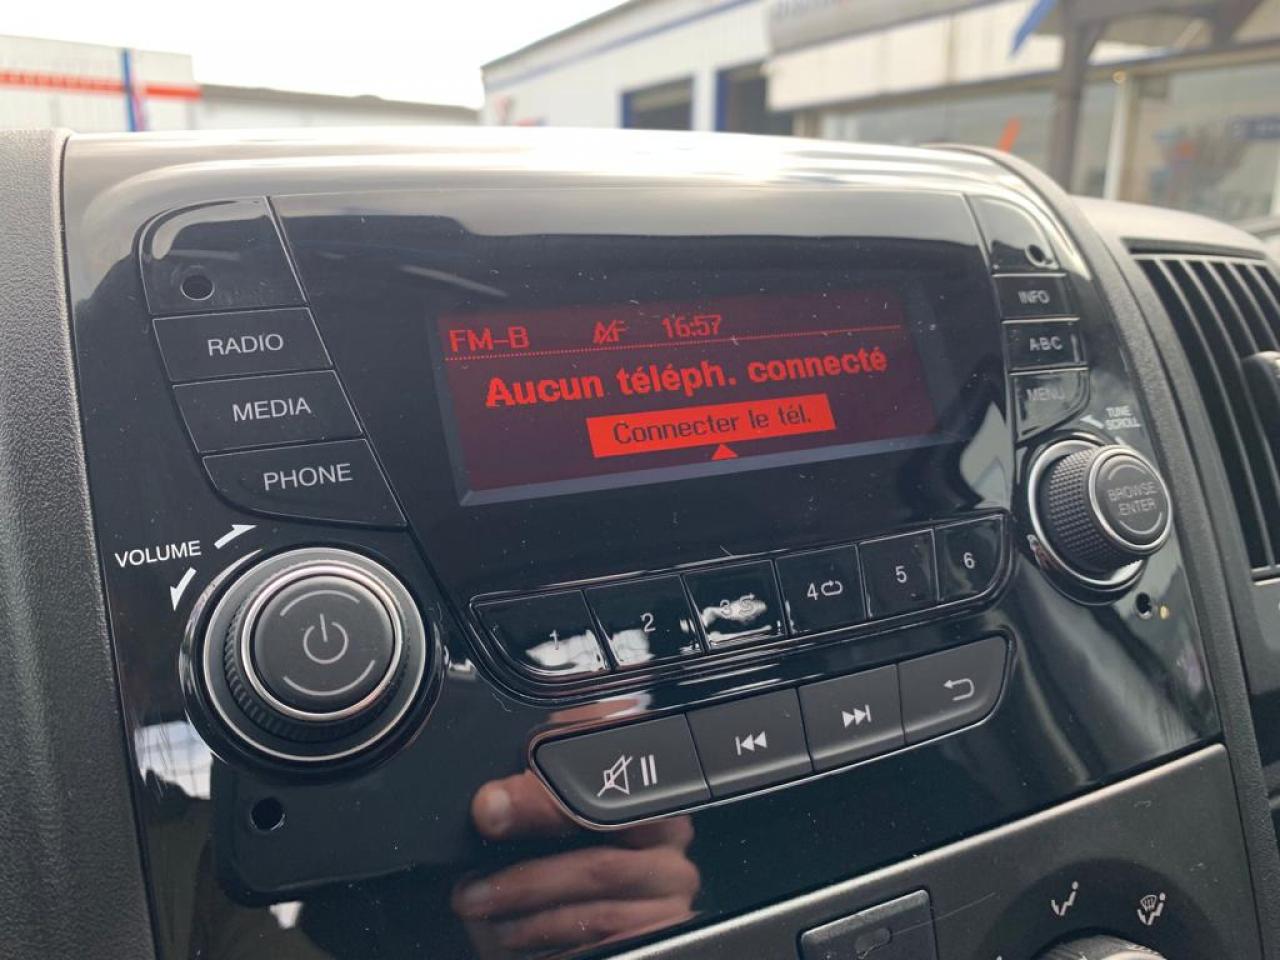 RADIO
MEDIA
PHONE
VOLUME
FM-B AF 16:57
Aucun téléph. connecté
Connecter le tél.
INFO
A-B-C
MENU
TUNE
SCROLL
BROWSE
ENTER
1 2 3 4 5 6